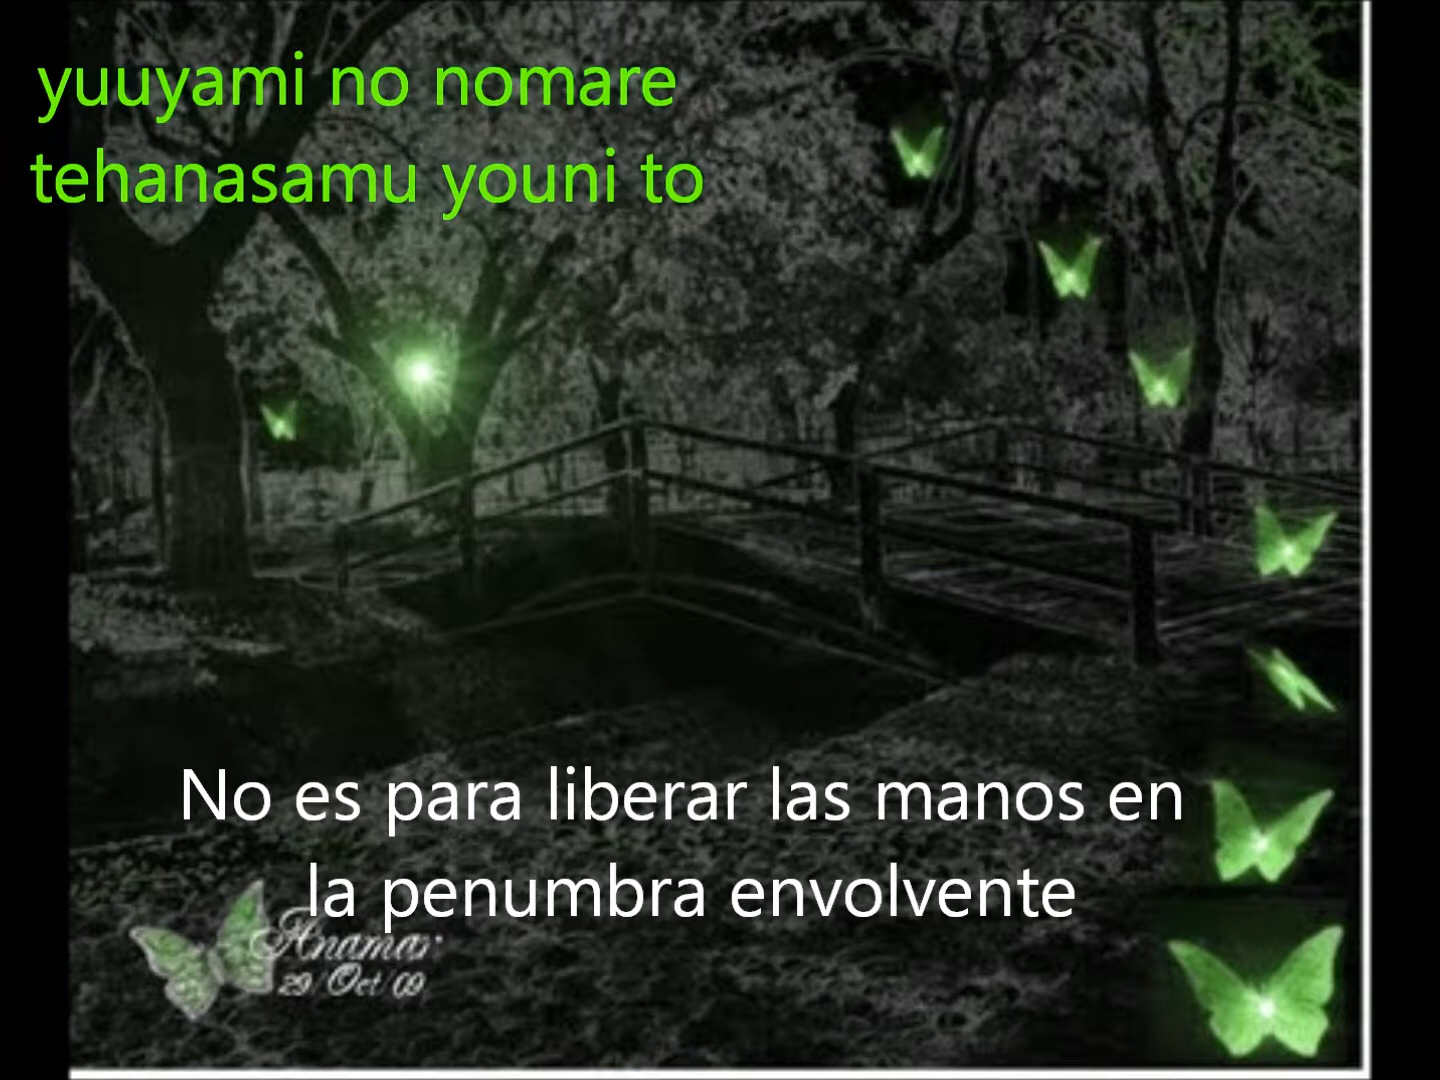 yuuyami no nomare
tehanasamu youni to
No es para liberar las manos en
la penumbra envolvente
Anamar
29/Oct/09